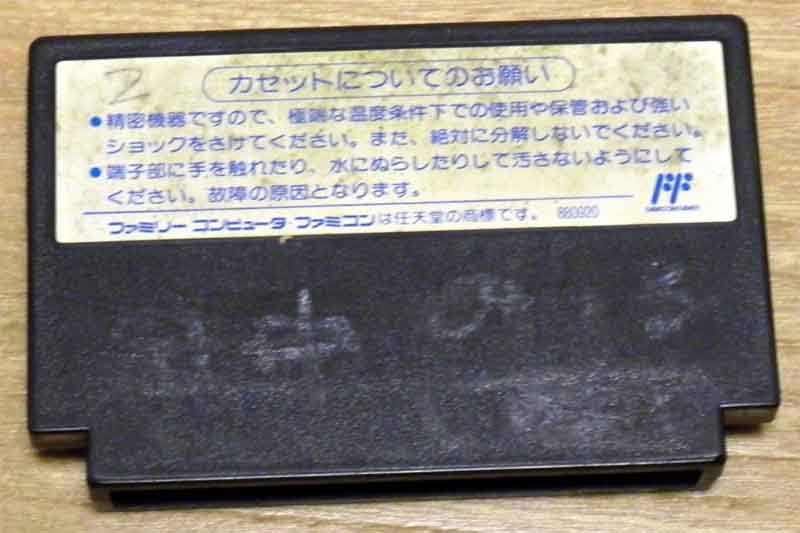 Z
カセットについてのお願い
●精密機器ですので、極端な温度条件下での使用や保管および強い
ショックをさけてください。また、絶対に分解しないでください。
●端子部に手を触れたり、水にぬらしたりして汚さないようにして
ください。故障の原因となります。
ファミリー コンピュータ・ファミコンは任天堂の商標です。